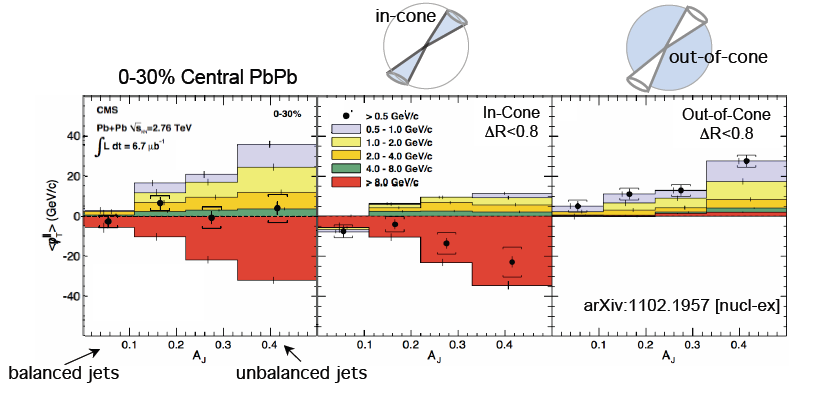 in-cone
out-of-cone
0-30% Central PbPb
CMS
0-30%
Pb+Pb √s_NN=2.76 TeV
∫L dt = 6.7 μb⁻¹
> 0.5 GeV/c
0.5 - 1.0 GeV/c
1.0 - 2.0 GeV/c
2.0 - 4.0 GeV/c
4.0 - 8.0 GeV/c
> 8.0 GeV/c
In-Cone
ΔR<0.8
Out-of-Cone
ΔR<0.8
40
20
0
-20
-40
(GeV/c)
arXiv:1102.1957 [nucl-ex]
0.1 0.2 0.3 0.4
0.1 0.2 0.3 0.4
0.1 0.2 0.3 0.4
A_J
A_J
A_J
balanced jets
unbalanced jets